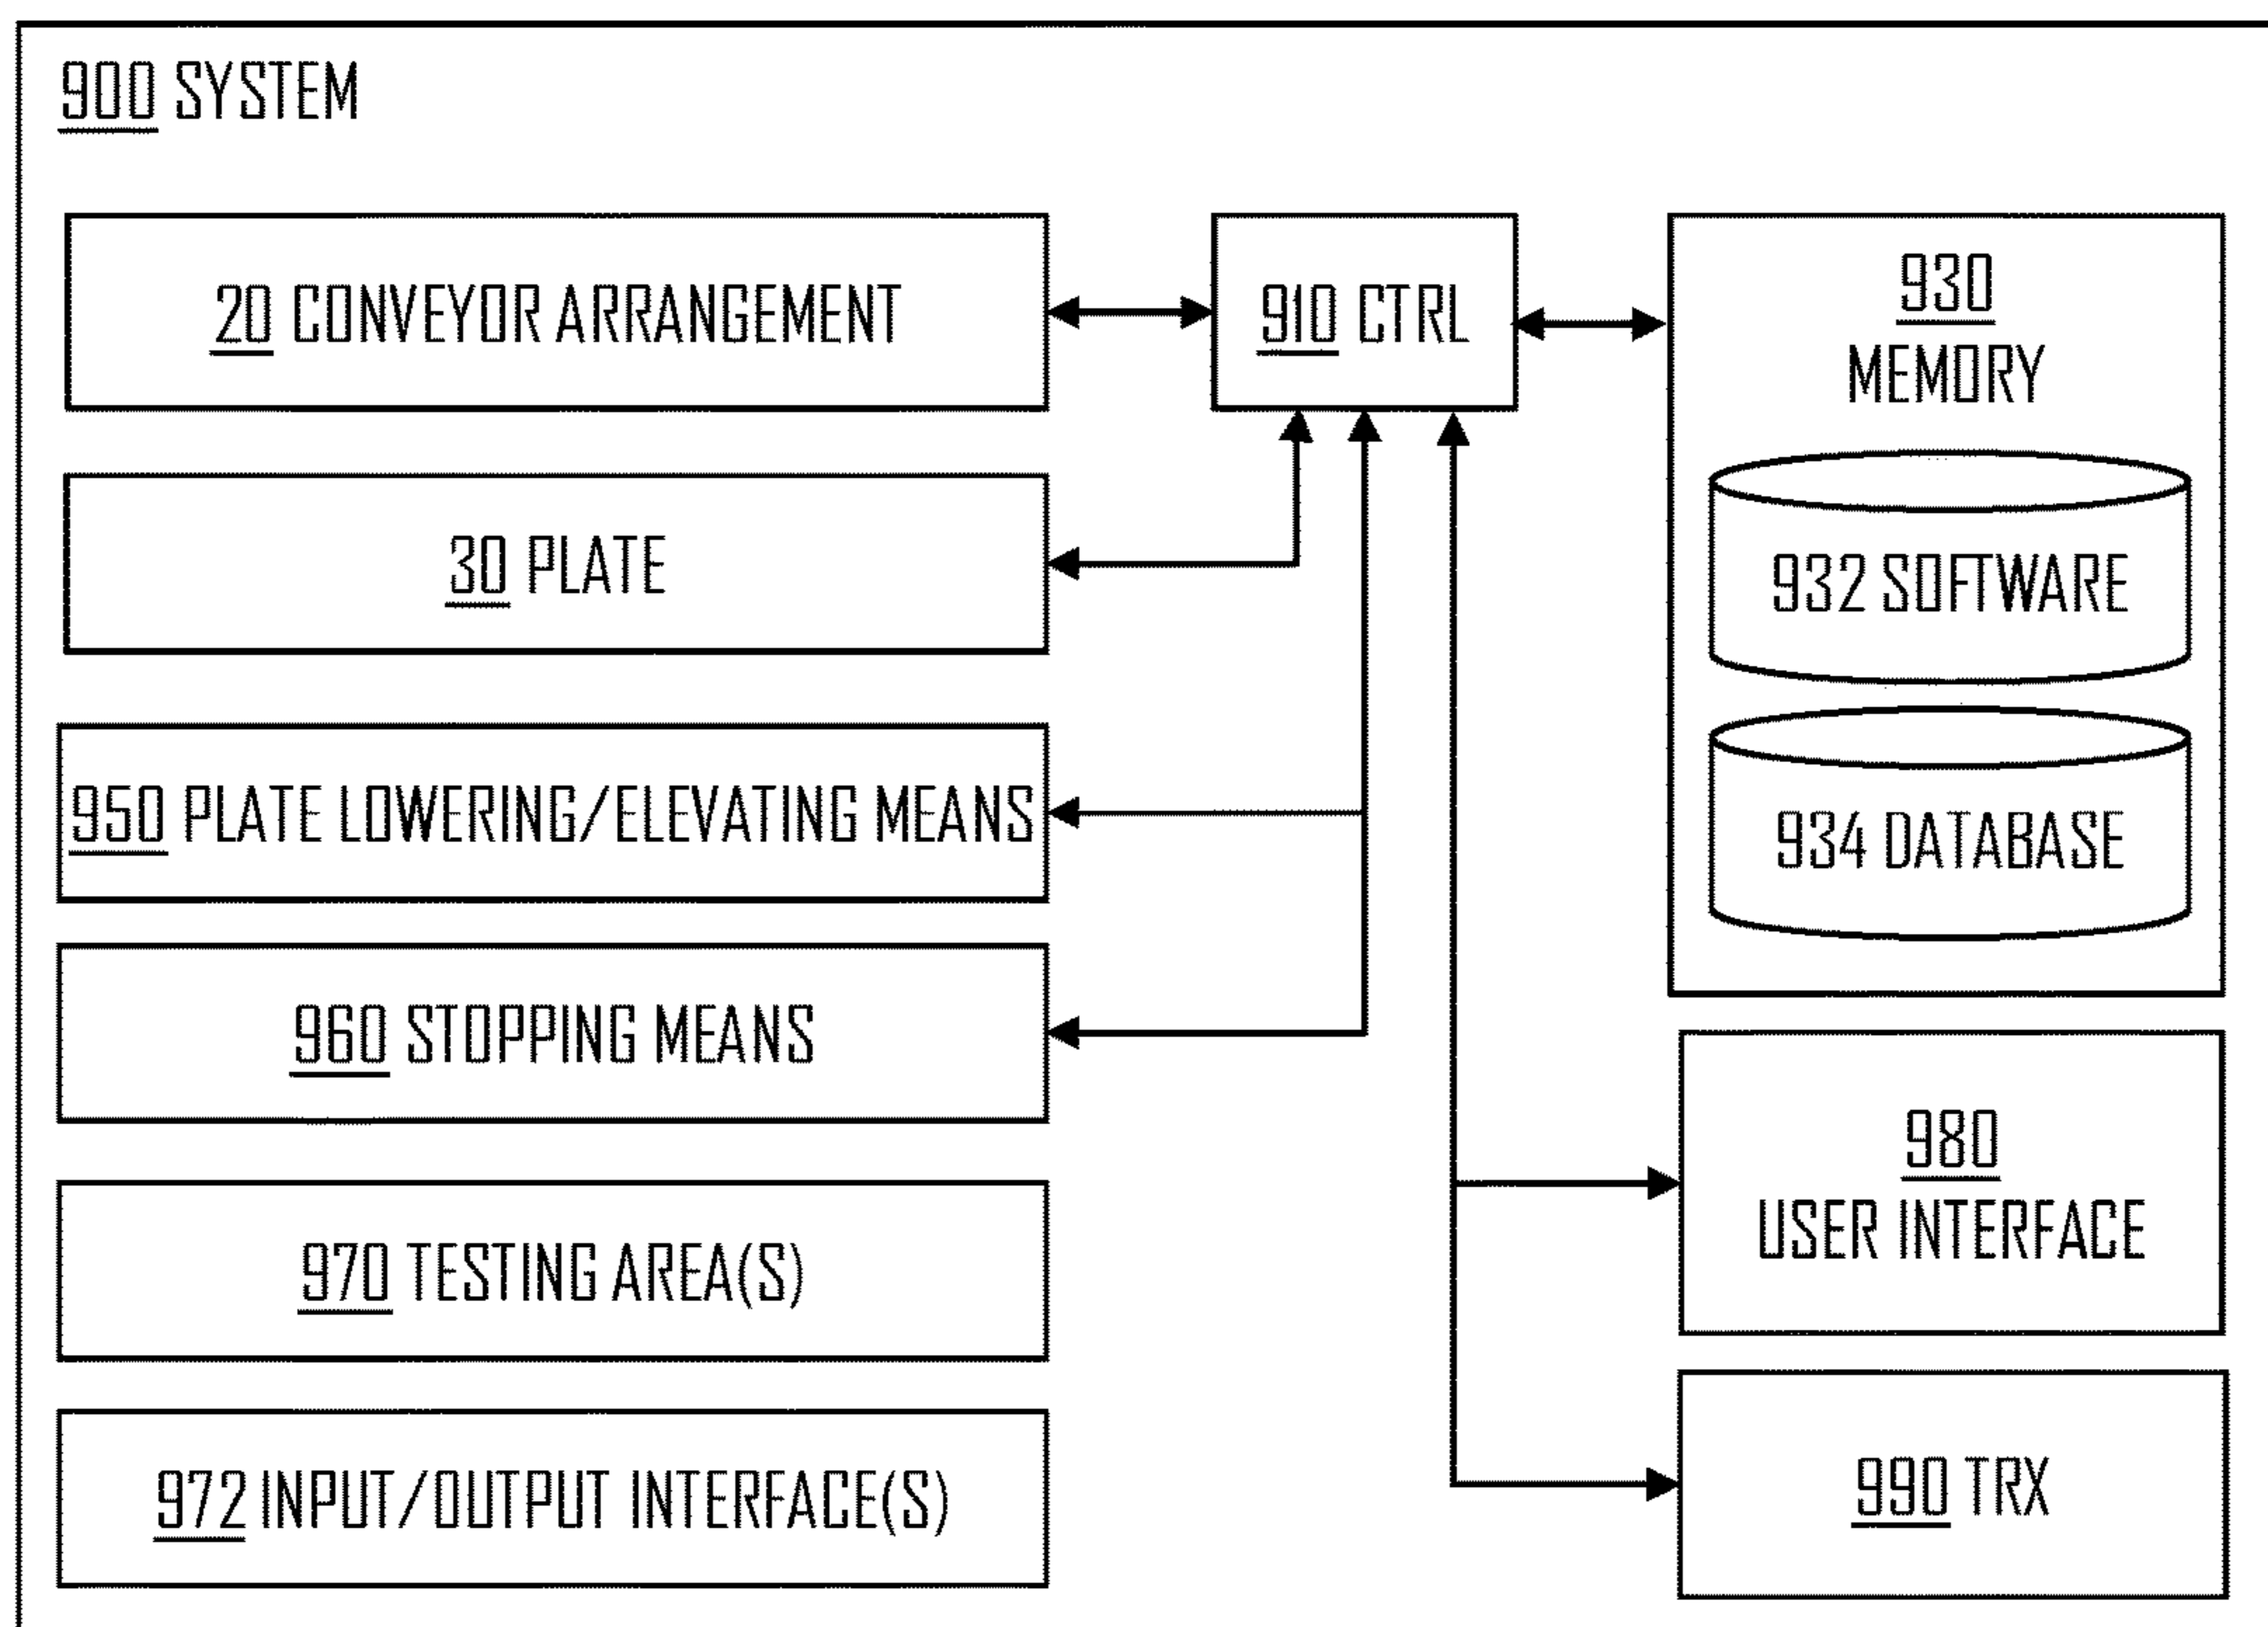 900 SYSTEM
20 CONVEYOR ARRANGEMENT
30 PLATE
950 PLATE LOWERING/ELEVATING MEANS
960 STOPPING MEANS
970 TESTING AREA(S)
972 INPUT/OUTPUT INTERFACE(S)
910 CTRL
930
MEMORY
932 SOFTWARE
934 DATABASE
980
USER INTERFACE
990 TRX